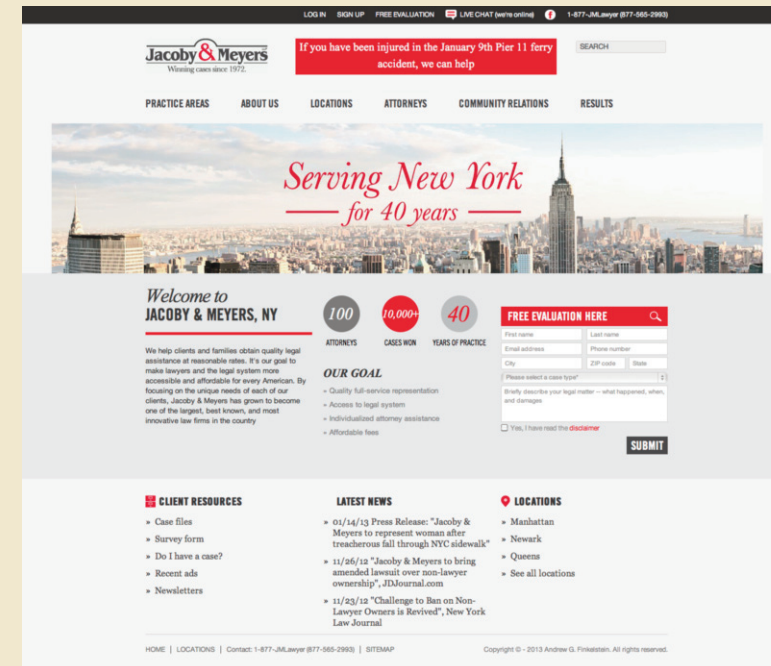 LOG IN SIGN UP FREE EVALUATION LIVE CHAT (we're online) f 1-877-JMLawyer (877-565-2993)
Jacoby & Meyers
Winning cases since 1972.
If you have been injured in the January 9th Pier 11 ferry
accident, we can help
SEARCH
PRACTICE AREAS ABOUT US LOCATIONS ATTORNEYS COMMUNITY RELATIONS RESULTS
Serving New York
for 40 years
Welcome to
JACOBY & MEYERS, NY
We help clients and families obtain quality legal
assistance at reasonable rates. It's our goal to
make lawyers and the legal system more
accessible and affordable for every American. By
focusing on the unique needs of each of our
clients, Jacoby & Meyers has grown to become
one of the largest, best known, and most
innovative law firms in the country
100 10,000+ 40
ATTORNEYS CASES WON YEARS OF PRACTICE
OUR GOAL
» Quality full-service representation
» Access to legal system
» Individualized attorney assistance
» Affordable fees
FREE EVALUATION HERE
First name Last name
Email address Phone number
City ZIP code State
Please select a case type*
Briefly describe your legal matter – what happened, when,
and damages
Yes, I have read the disclaimer
SUBMIT
CLIENT RESOURCES
» Case files
» Survey form
» Do I have a case?
» Recent ads
» Newsletters
LATEST NEWS
» 01/14/13 Press Release: "Jacoby &
Meyers to represent woman after
treacherous fall through NYC sidewalk"
» 11/26/12 "Jacoby & Meyers to bring
amended lawsuit over non-lawyer
ownership", JDJournal.com
» 11/23/12 "Challenge to Ban on Non-
Lawyer Owners is Revived", New York
Law Journal
LOCATIONS
» Manhattan
» Newark
» Queens
» See all locations
HOME | LOCATIONS | Contact: 1-877-JMLawyer (877-565-2993) | SITEMAP
Copyright © - 2013 Andrew G. Finkelstein. All rights reserved.